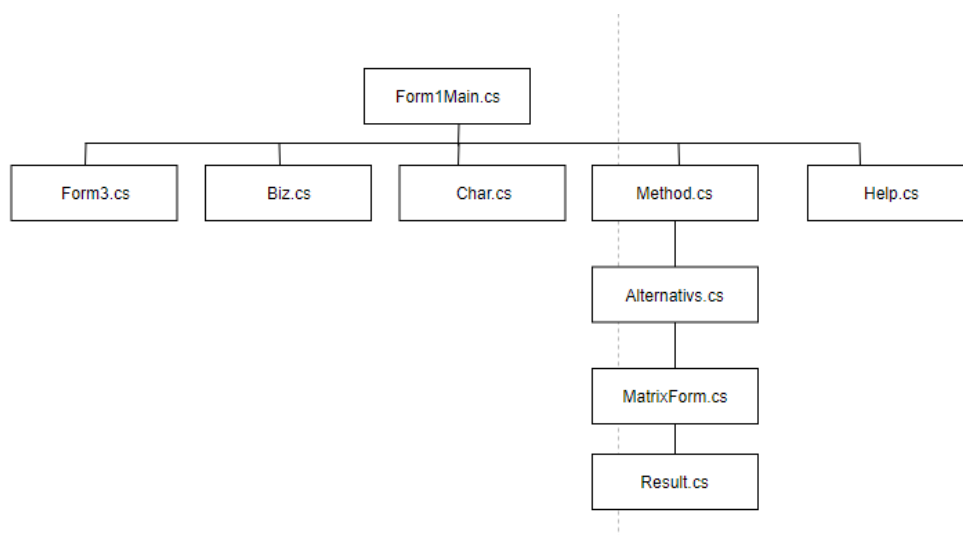 Form1Main.cs
Form3.cs
Biz.cs
Char.cs
Method.cs
Help.cs
Alternativs.cs
MatrixForm.cs
Result.cs